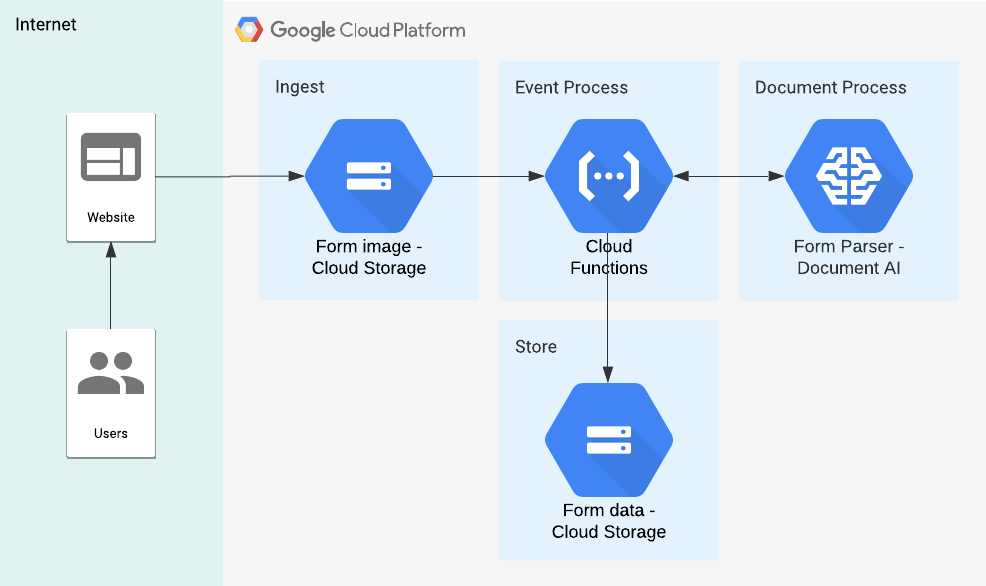 Internet
Google Cloud Platform
Ingest
Event Process
Document Process
Website
Form image -
Cloud Storage
Cloud
Functions
Form Parser -
Document AI
Users
Store
Form data -
Cloud Storage